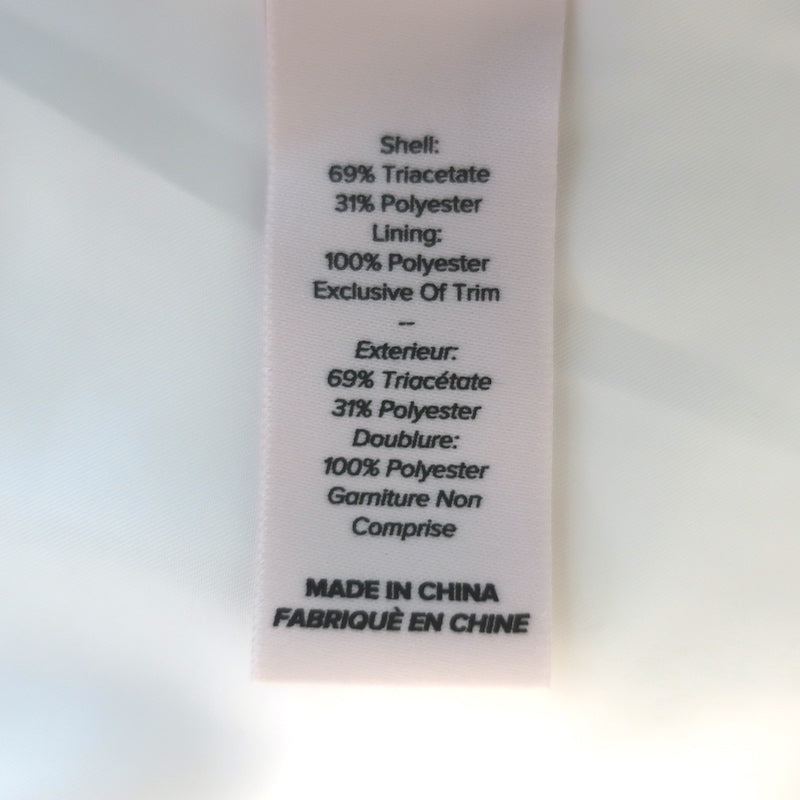 Shell:
69% Triacetate
31% Polyester
Lining:
100% Polyester
Exclusive Of Trim
--
Exterieur:
69% Triacétate
31% Polyester
Doublure:
100% Polyester
Garniture Non
Comprise
MADE IN CHINA
FABRIQUÈ EN CHINE